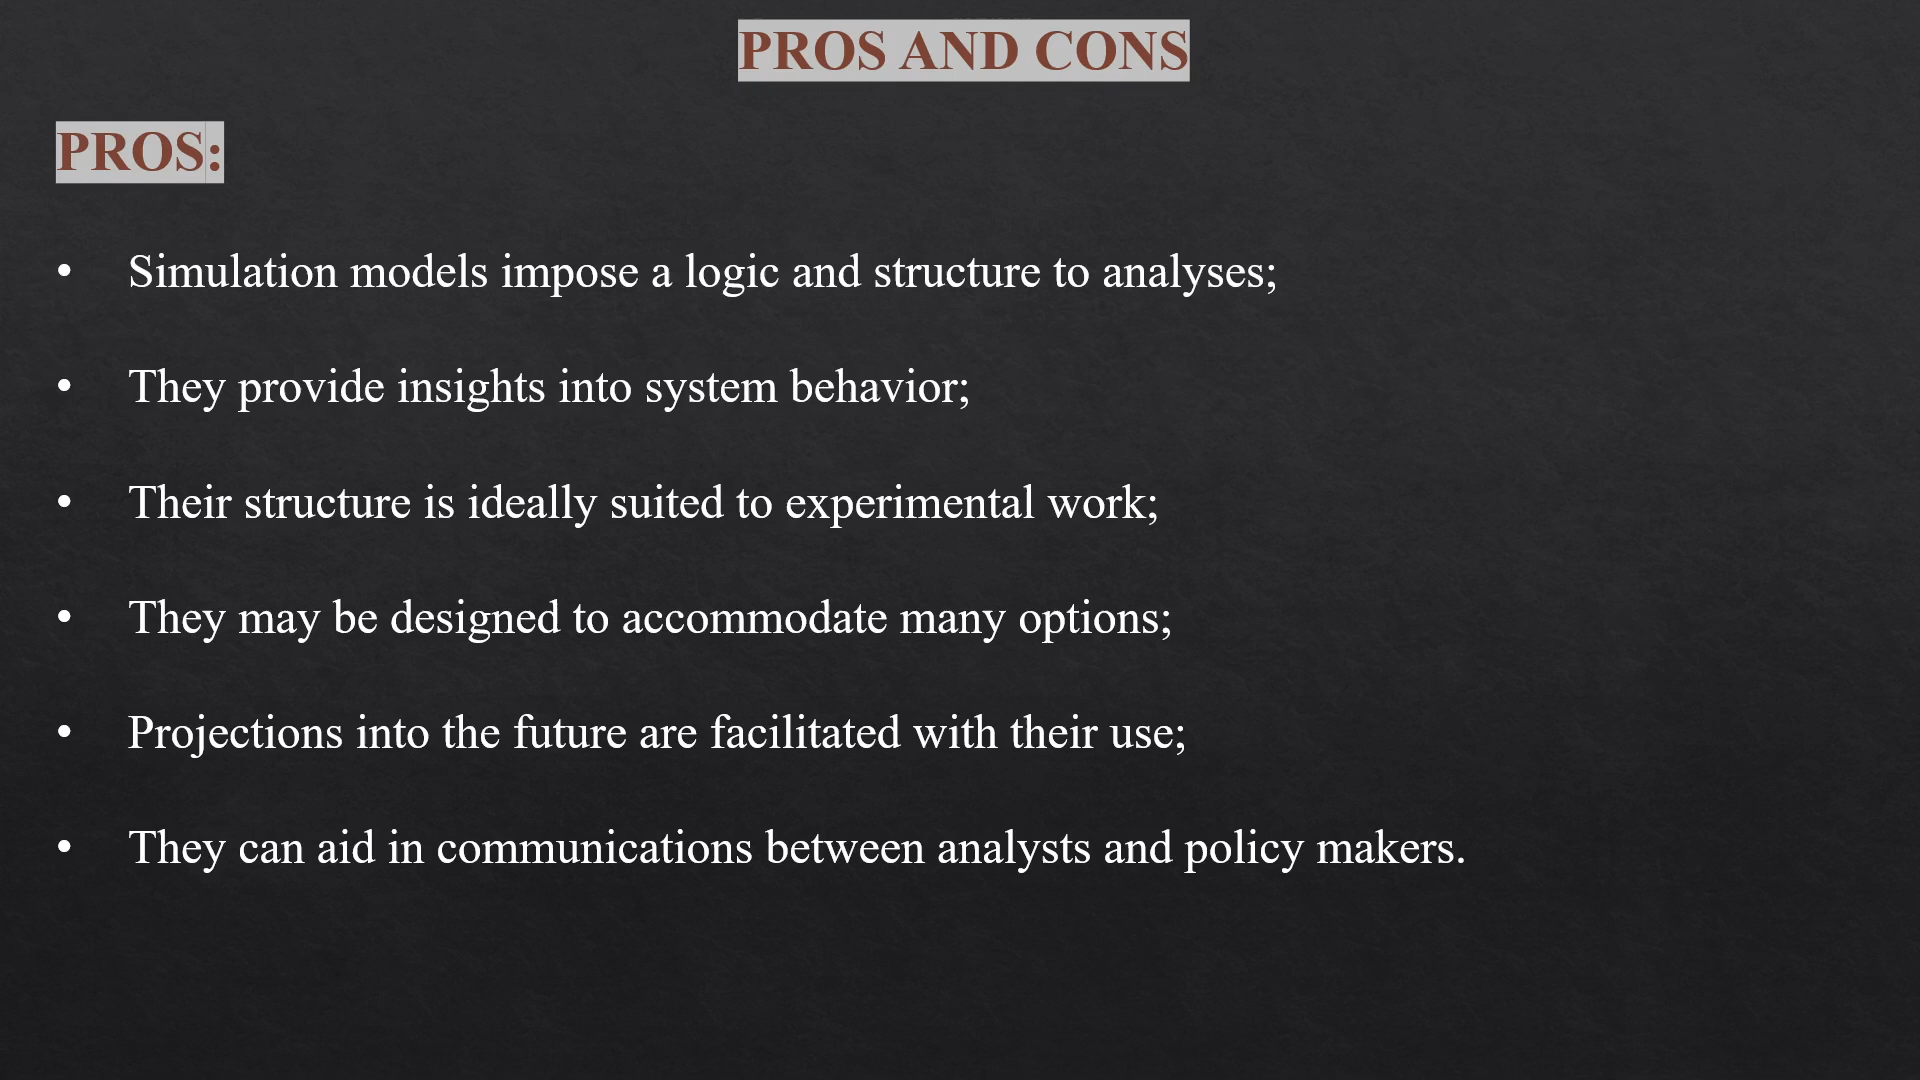 PROS AND CONS
PROS:
• Simulation models impose a logic and structure to analyses;
• They provide insights into system behavior;
• Their structure is ideally suited to experimental work;
• They may be designed to accommodate many options;
• Projections into the future are facilitated with their use;
• They can aid in communications between analysts and policy makers.